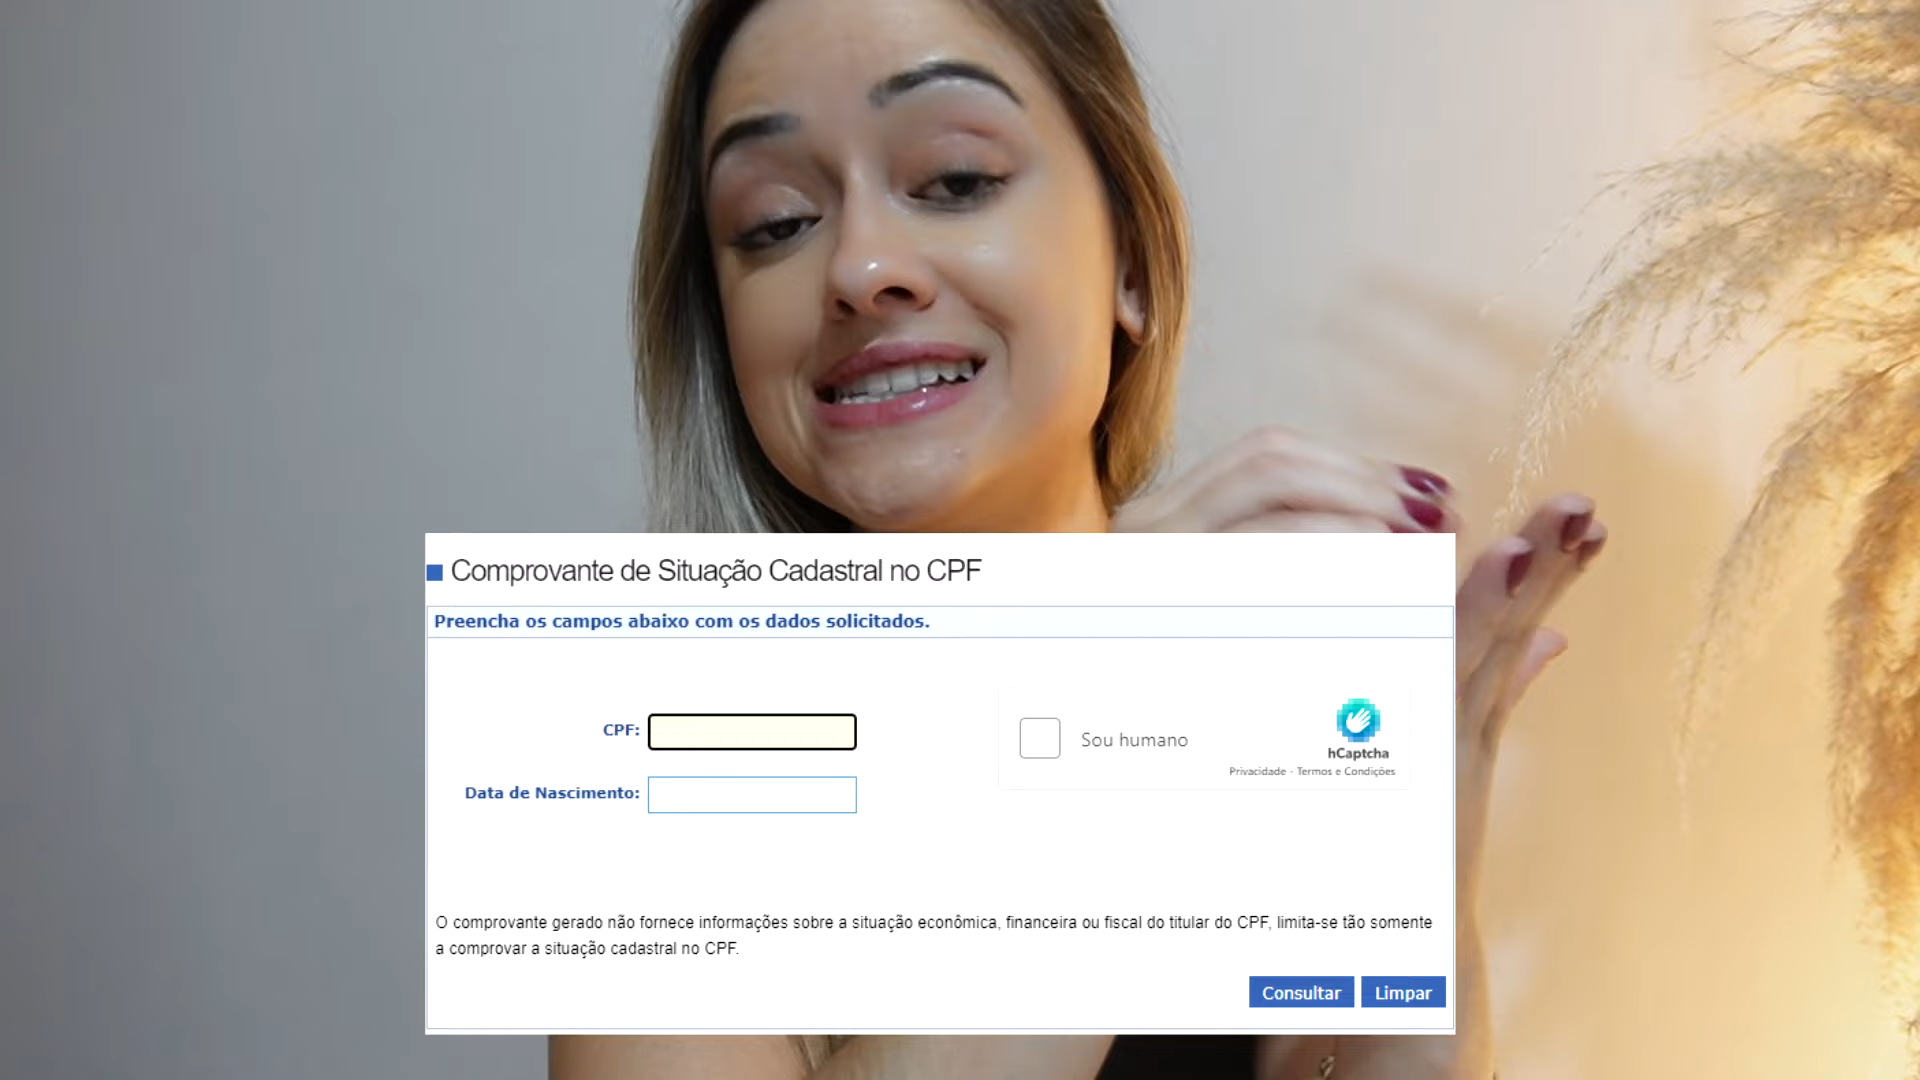 Comprovante de Situação Cadastral no CPF
Preencha os campos abaixo com os dados solicitados.
CPF:
Sou humano
hCaptcha
Privacidade - Termos e Condições
Data de Nascimento:
O comprovante gerado não fornece informações sobre a situação econômica, financeira ou fiscal do titular do CPF, limita-se tão somente
a comprovar a situação cadastral no CPF.
Consultar Limpar